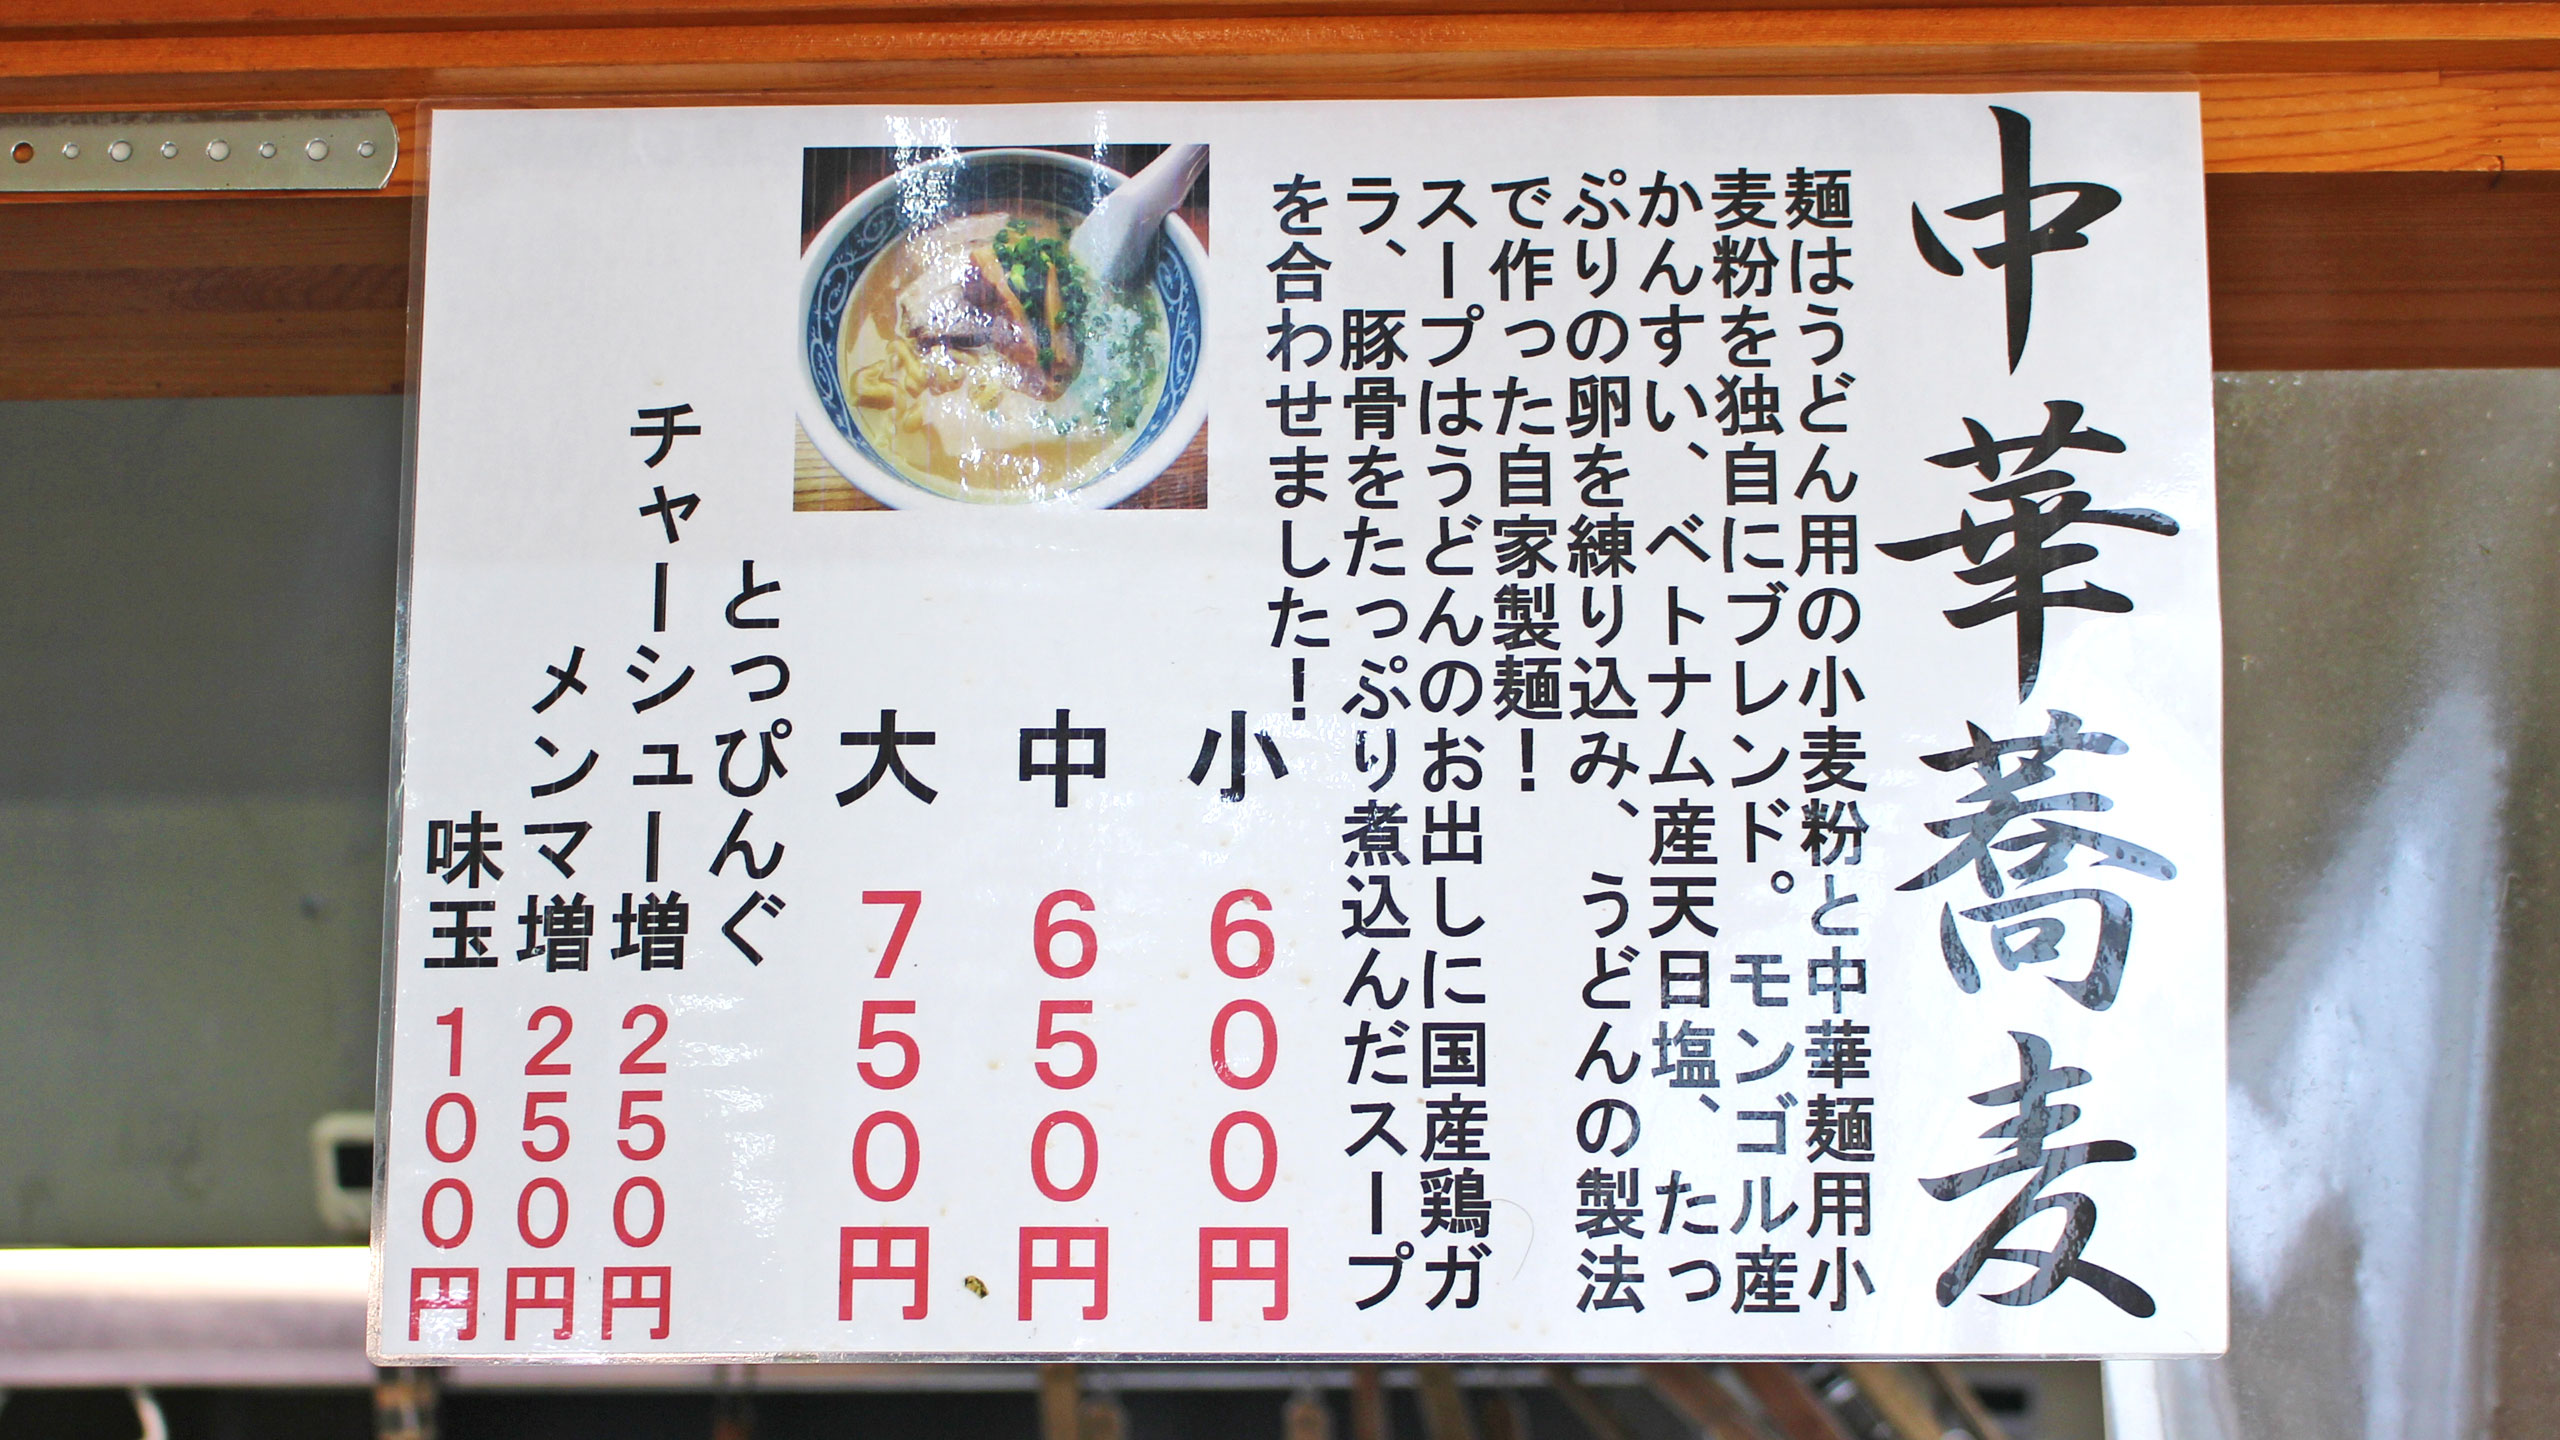 中華蕎麦
麺はうどん用の小麦粉と中華麺用小
麦粉を独自にブレンド。モンゴル産
かんすい、ベトナム産天日塩、たっ
ぷりの卵を練り込み、うどんの製法
で作った自家製麺！
スープはうどんのお出しに国産鶏ガ
ラ、豚骨をたっぷり煮込んだスープ
を合わせました！
小 600円
中 650円
大 750円
とっぴんぐ
チャーシュー増 250円
メンマ増 250円
味玉 100円